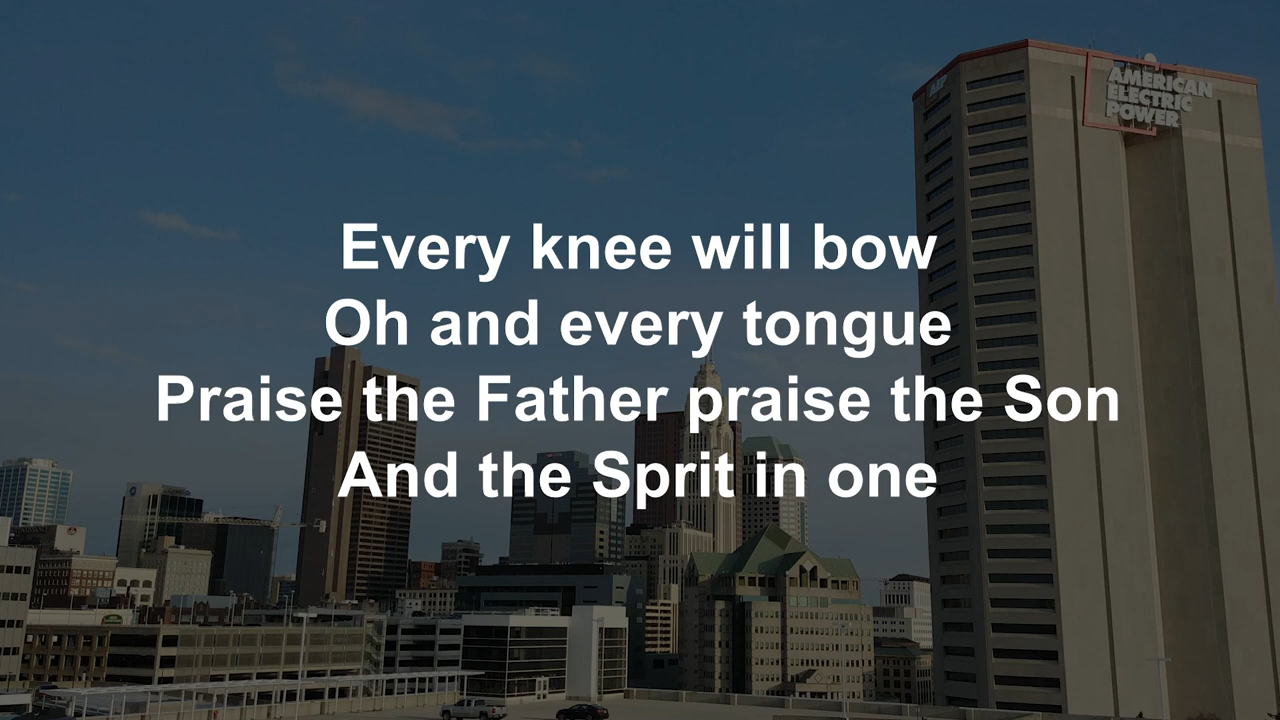 AEP
AMERICAN
ELECTRIC
POWER
Every knee will bow
Oh and every tongue
Praise the Father praise the Son
And the Sprit in one